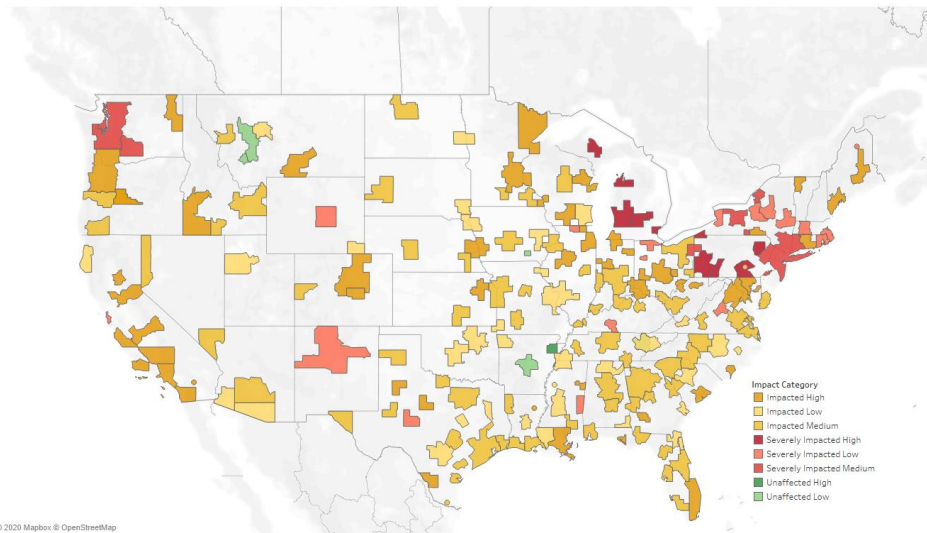 Impact Category
Impacted High
Impacted Low
Impacted Medium
Severely Impacted High
Severely Impacted Low
Severely Impacted Medium
Unaffected High
Unaffected Low
2020 Mapbox © OpenStreetMap